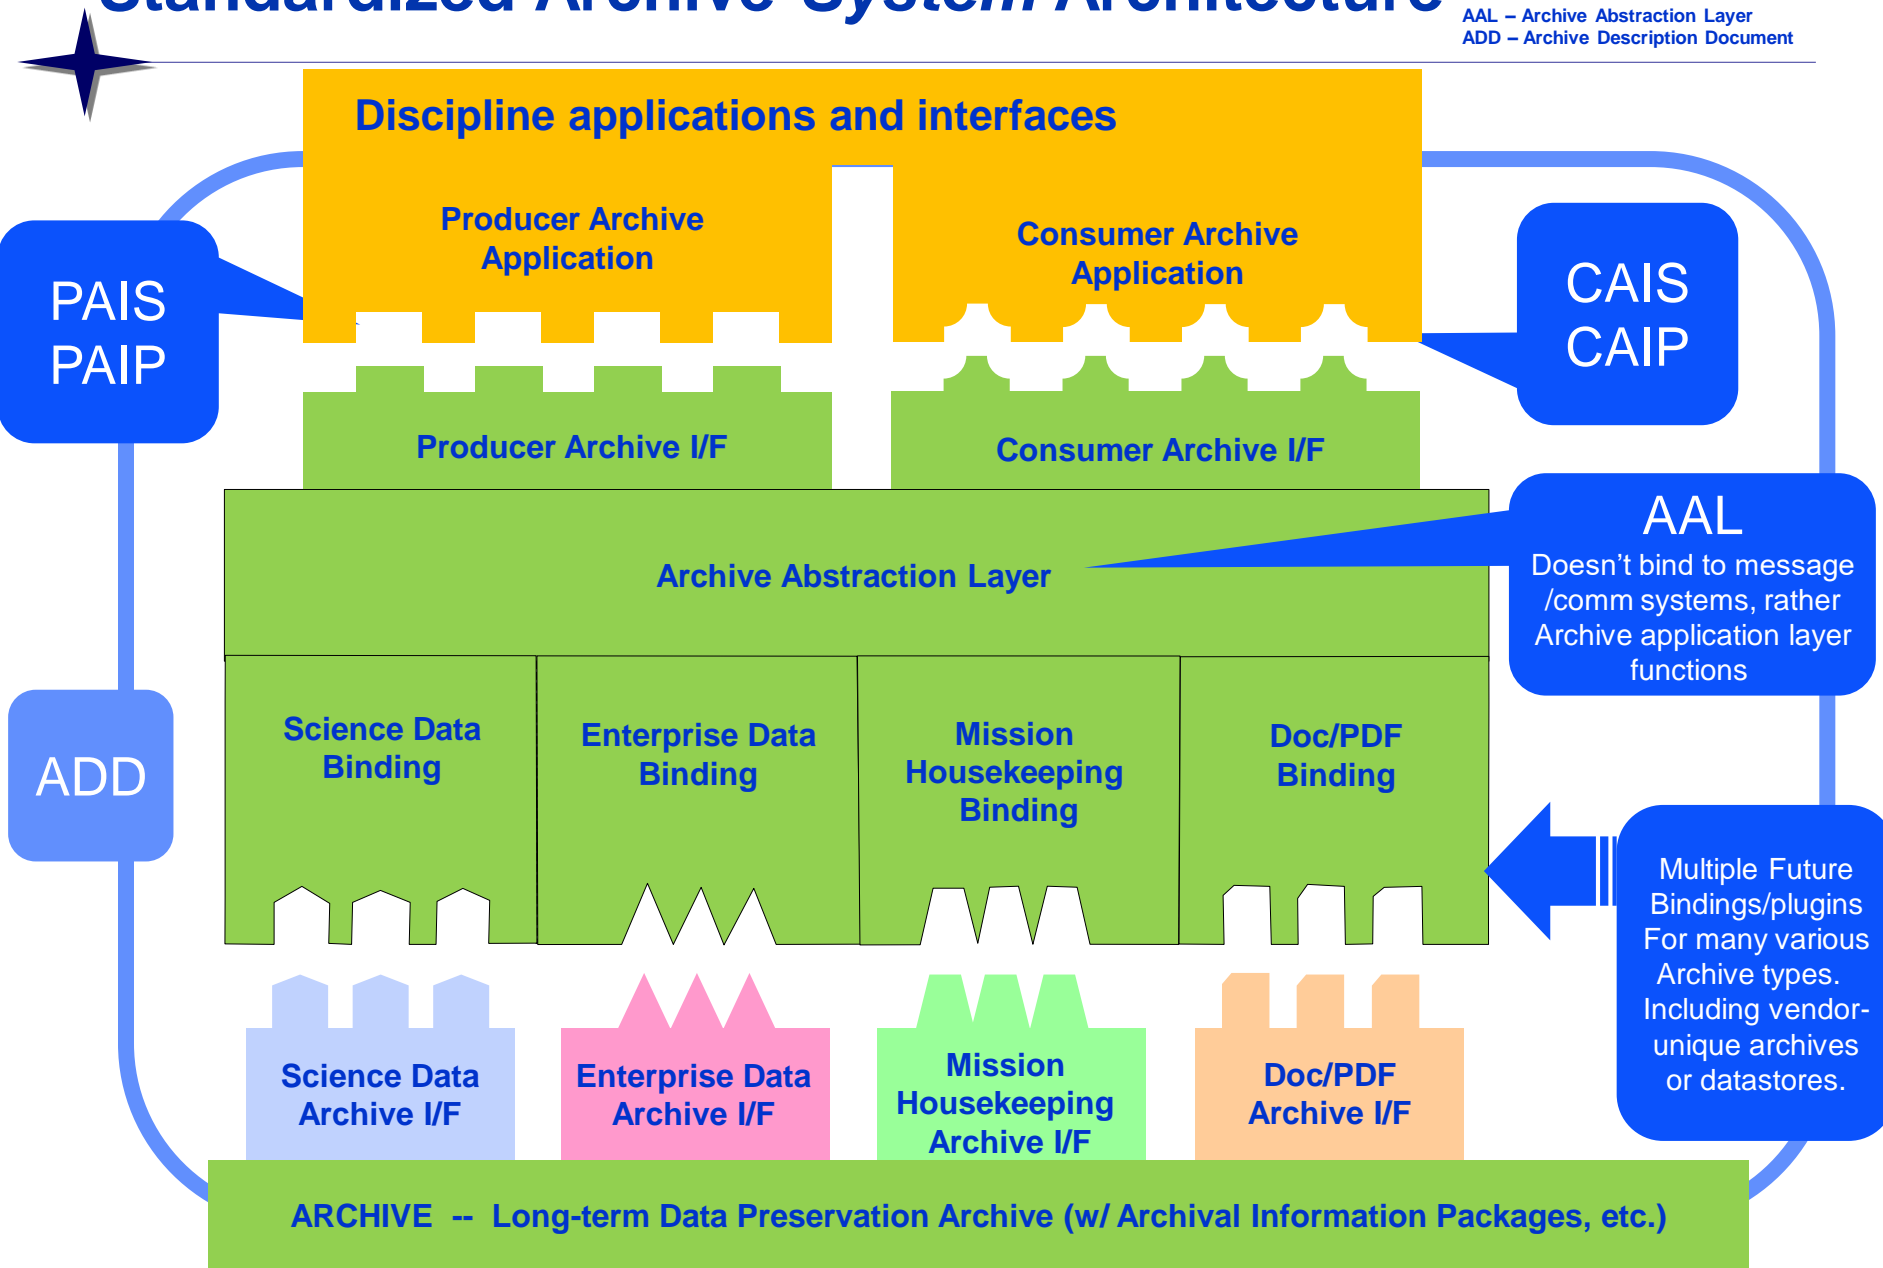 Standardized Archive System Architecture
AAL – Archive Abstraction Layer
ADD – Archive Description Document
Discipline applications and interfaces
Producer Archive
Application
Consumer Archive
Application
PAIS
PAIP
CAIS
CAIP
Producer Archive I/F
Consumer Archive I/F
Archive Abstraction Layer
AAL
Doesn't bind to message
/comm systems, rather
Archive application layer
functions
ADD
Science Data
Binding
Enterprise Data
Binding
Mission
Housekeeping
Binding
Doc/PDF
Binding
Multiple Future
Bindings/plugins
For many various
Archive types.
Including vendor-
unique archives
or datastores.
Science Data
Archive I/F
Enterprise Data
Archive I/F
Mission
Housekeeping
Archive I/F
Doc/PDF
Archive I/F
ARCHIVE -- Long-term Data Preservation Archive (w/ Archival Information Packages, etc.)